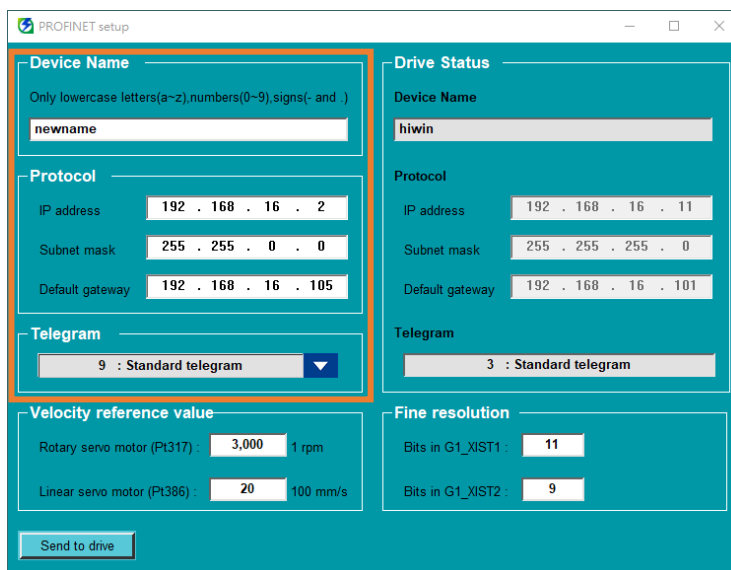 PROFINET setup
Device Name
Only lowercase letters(a~z),numbers(0~9),signs(- and .)
newname
Protocol
IP address 192 . 168 . 16 . 2
Subnet mask 255 . 255 . 0 . 0
Default gateway 192 . 168 . 16 . 105
Telegram
9 : Standard telegram
Drive Status
Device Name
hiwin
Protocol
IP address 192 . 168 . 16 . 11
Subnet mask 255 . 255 . 255 . 0
Default gateway 192 . 168 . 16 . 101
Telegram
3 : Standard telegram
Velocity reference value
Rotary servo motor (Pt317) : 3,000 1 rpm
Linear servo motor (Pt386) : 20 100 mm/s
Fine resolution
Bits in G1_XIST1 : 11
Bits in G1_XIST2 : 9
Send to drive